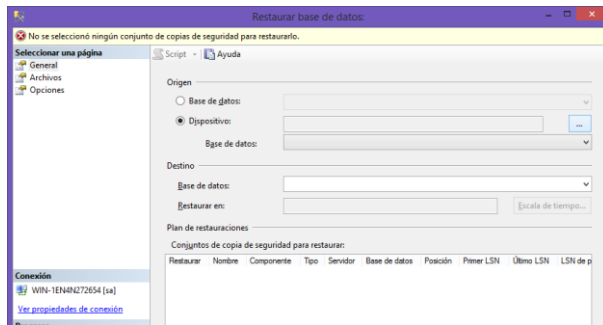 Restaurar base de datos:
No se seleccionó ningún conjunto de copias de seguridad para restaurarlo.
Seleccionar una página
General
Archivos
Opciones
Script
Ayuda
Origen
Base de datos:
Dispositivo:
...
Base de datos:
Destino
Base de datos:
Restaurar en:
Escala de tiempo...
Plan de restauraciones
Conjuntos de copia de seguridad para restaurar:
Restaurar Nombre Componente Tipo Servidor Base de datos Posición Primer LSN Último LSN LSN de p
Conexión
WIN-1EN4N272654 [sa]
Ver propiedades de conexión